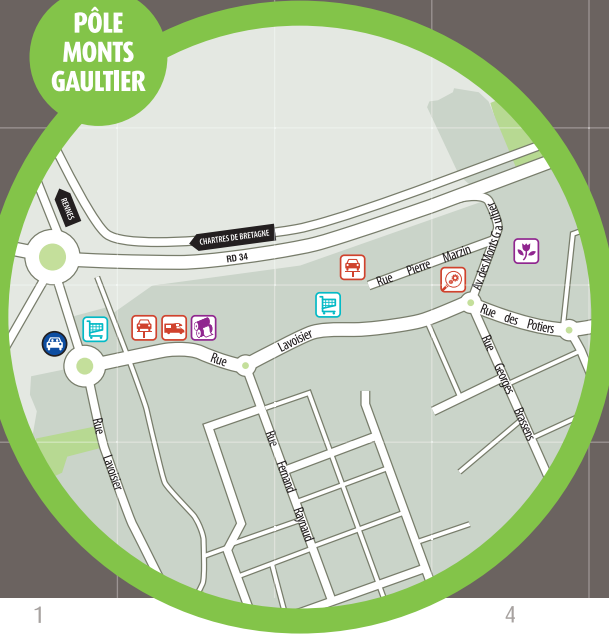 PÔLE
MONTS
GAULTIER
RENNES
CHARTRES DE BRETAGNE
RD 34
Rue Pierre Marzin
Av. des Monts Gaultier
Rue des Potiers
Rue Lavoisier
Rue Georges Brassens
Rue Lavoisier
Rue Fernand Raynaud
1
4